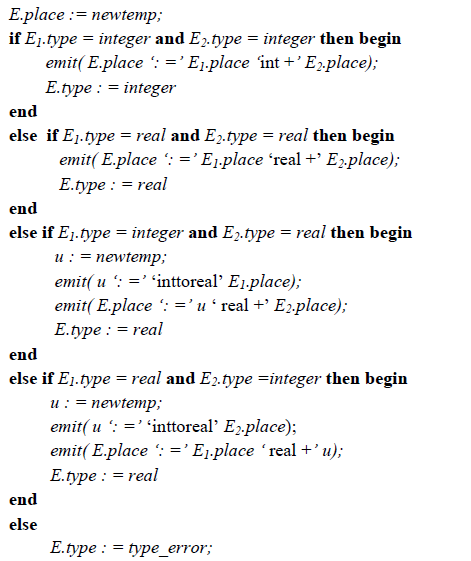 E.place := newtemp;
if E1.type = integer and E2.type = integer then begin
emit( E.place ‘: =’ E1.place ‘int +’ E2.place);
E.type : = integer
end
else if E1.type = real and E2.type = real then begin
emit( E.place ‘: =’ E1.place ‘real +’ E2.place);
E.type : = real
end
else if E1.type = integer and E2.type = real then begin
u : = newtemp;
emit( u ‘: =’ ‘inttoreal’ E1.place);
emit( E.place ‘: =’ u ‘ real +’ E2.place);
E.type : = real
end
else if E1.type = real and E2.type =integer then begin
u : = newtemp;
emit( u ‘: =’ ‘inttoreal’ E2.place);
emit( E.place ‘: =’ E1.place ‘ real +’ u);
E.type : = real
end
else
E.type : = type_error;